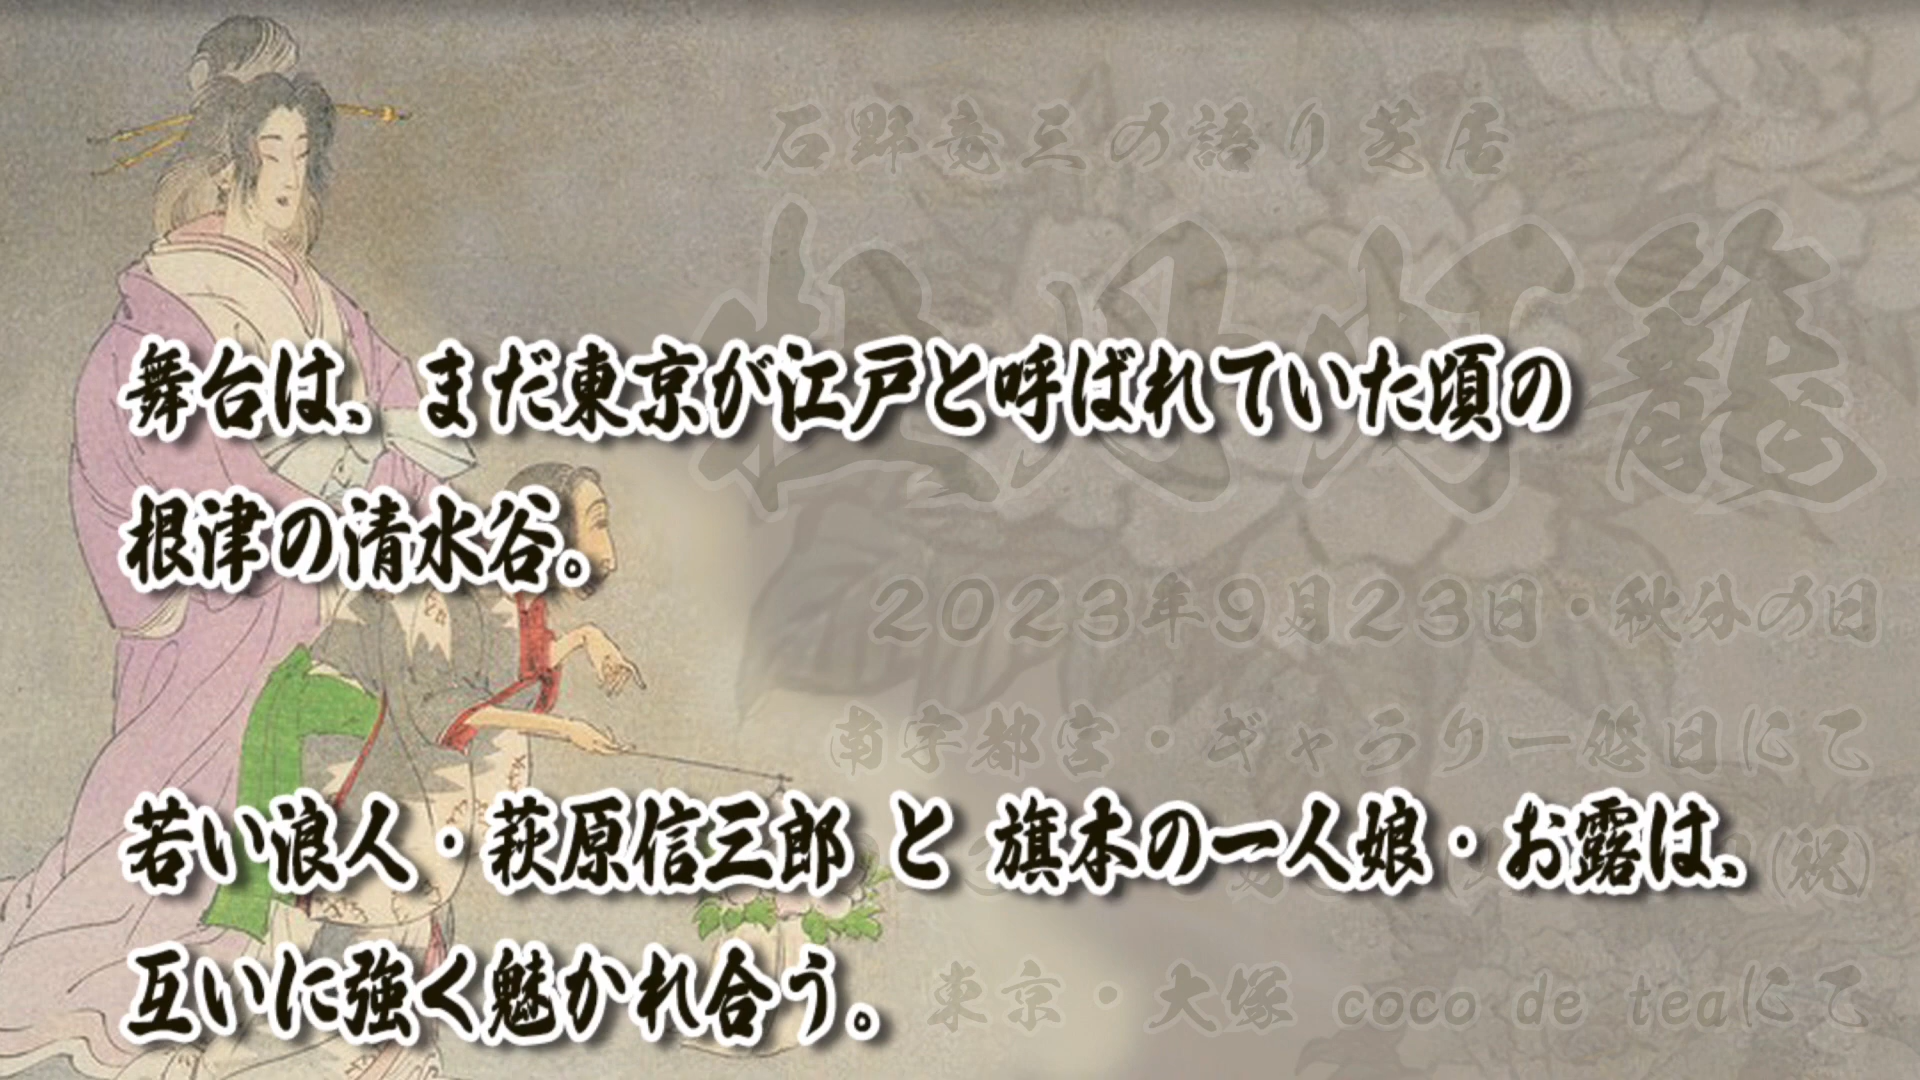 石野竜三の語り芝居
牡丹灯籠
舞台は、まだ東京が江戸と呼ばれていた頃の
根津の清水谷。
2023年9月23日・秋分の日
南宇都宮・ギャラリー悠日にて
若い浪人・萩原信三郎 と 旗本の一人娘・お露は、
(祝)
互いに強く魅かれ合う。
東京・大塚 coco de teaにて